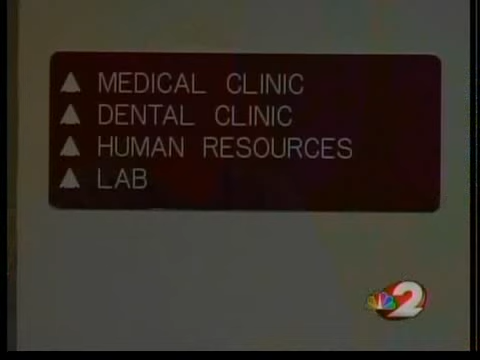 ▲ MEDICAL CLINIC
▲ DENTAL CLINIC
▲ HUMAN RESOURCES
▲ LAB
2